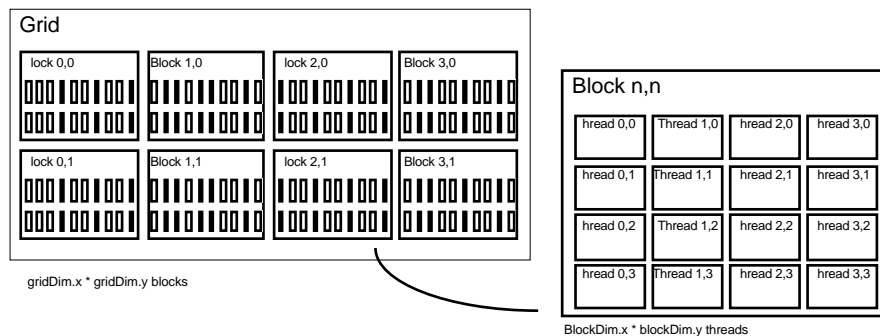 Grid
lock 0,0
Block 1,0
lock 2,0
Block 3,0
lock 0,1
Block 1,1
lock 2,1
Block 3,1
gridDim.x * gridDim.y blocks
Block n,n
hread 0,0
Thread 1,0
hread 2,0
hread 3,0
hread 0,1
Thread 1,1
hread 2,1
hread 3,1
hread 0,2
Thread 1,2
hread 2,2
hread 3,2
hread 0,3
Thread 1,3
hread 2,3
hread 3,3
BlockDim.x * blockDim.y threads